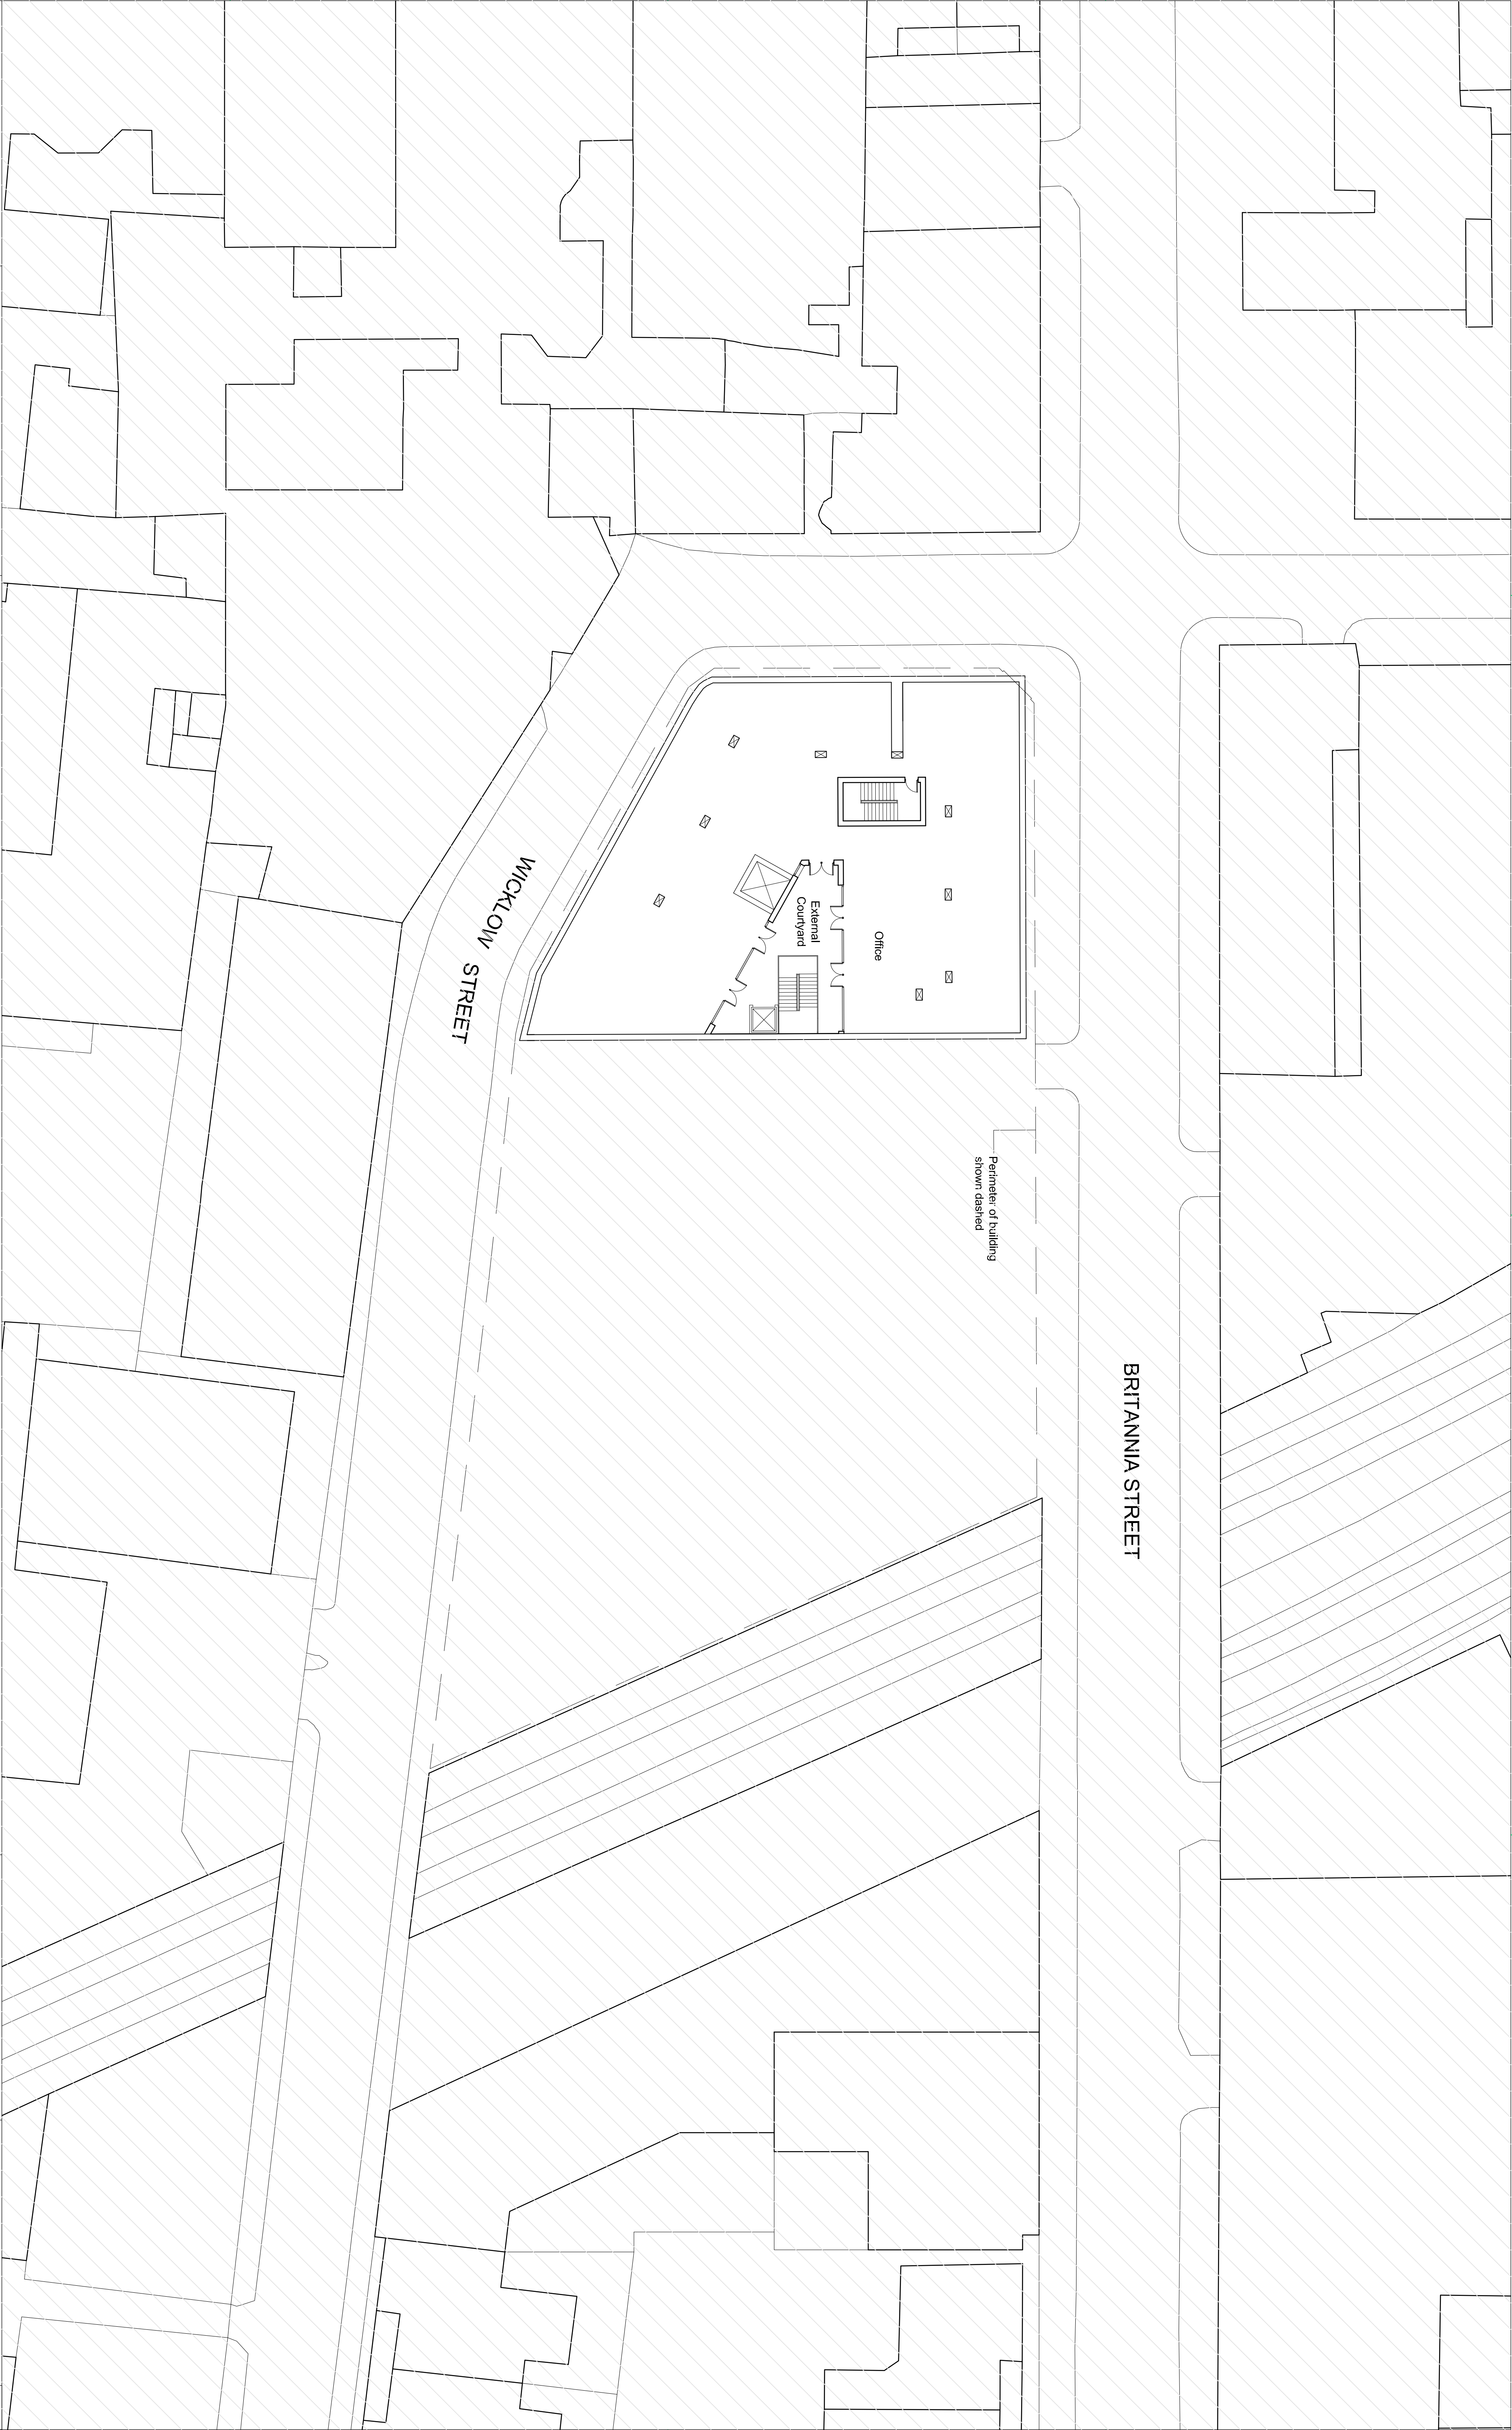 WICKLOW STREET
External
Courtyard
Office
Perimeter of building
shown dashed
BRITANNIA STREET